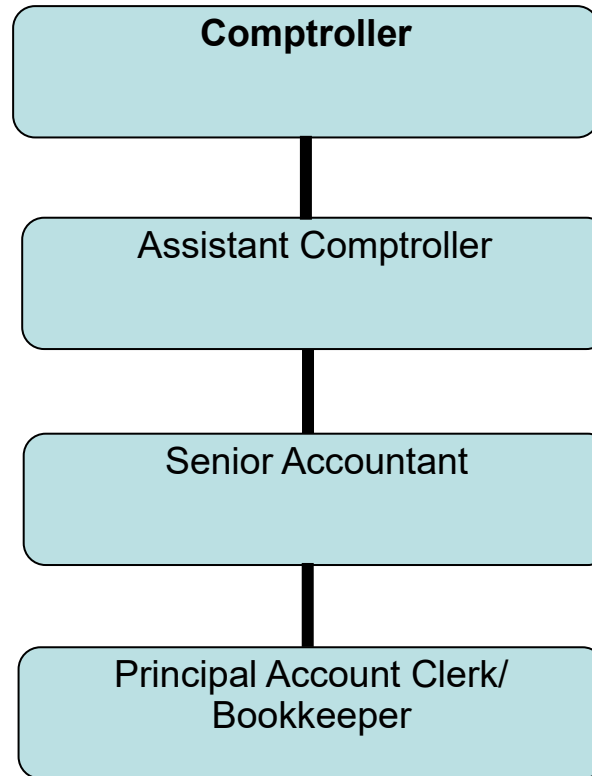 Comptroller
Assistant Comptroller
Senior Accountant
Principal Account Clerk/
Bookkeeper